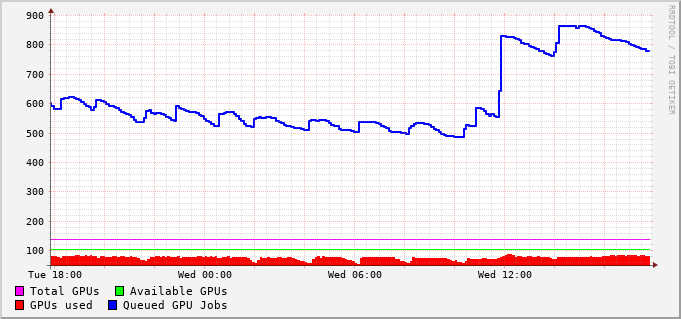 900
800
700
600
500
400
300
200
100
Tue 18:00 Wed 00:00 Wed 06:00 Wed 12:00
Total GPUs Available GPUs
GPUs used Queued GPU Jobs
RRDTOOL / TOBI OETIKER